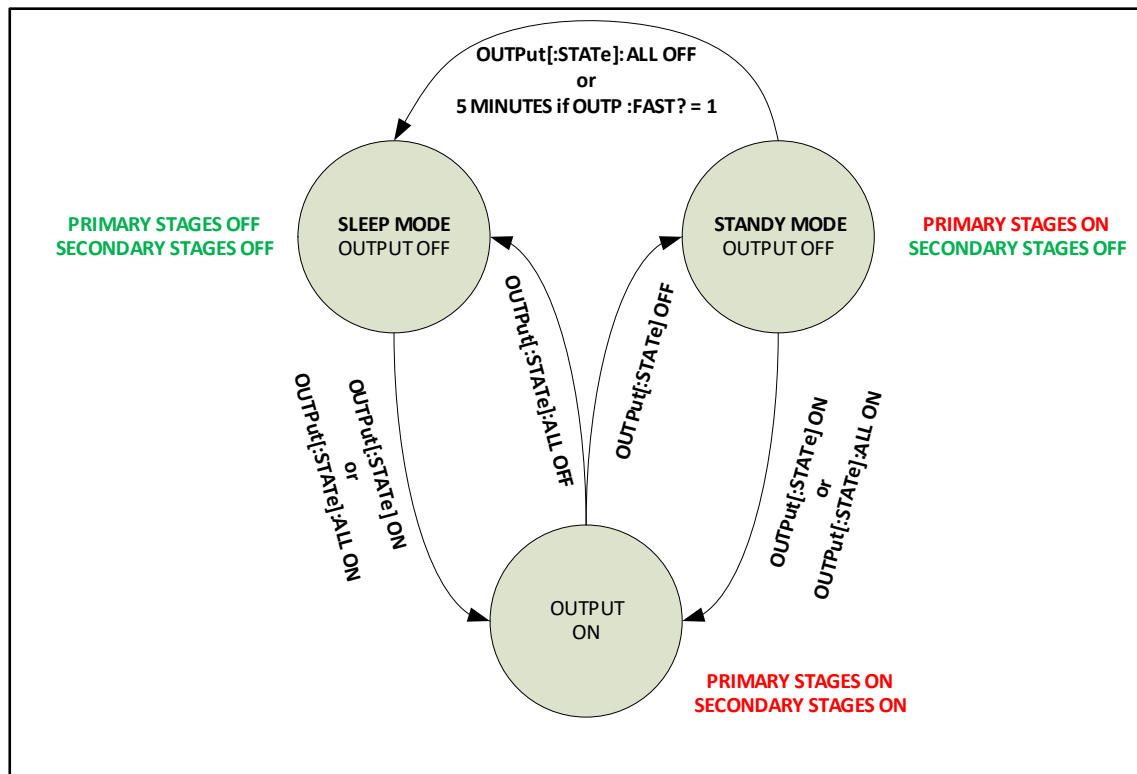 OUTPut[:STATe]:ALL OFF
or
5 MINUTES if OUTP :FAST? = 1
PRIMARY STAGES OFF
SECONDARY STAGES OFF
SLEEP MODE
OUTPUT OFF
STANDY MODE
OUTPUT OFF
PRIMARY STAGES ON
SECONDARY STAGES OFF
OUTPut[:STATe] ON
or
OUTPut[:STATe]:ALL ON
OUTPut[:STATe]:ALL OFF
OUTPut[:STATe] OFF
OUTPut[:STATe] ON
or
OUTPut[:STATe]:ALL ON
OUTPUT
ON
PRIMARY STAGES ON
SECONDARY STAGES ON